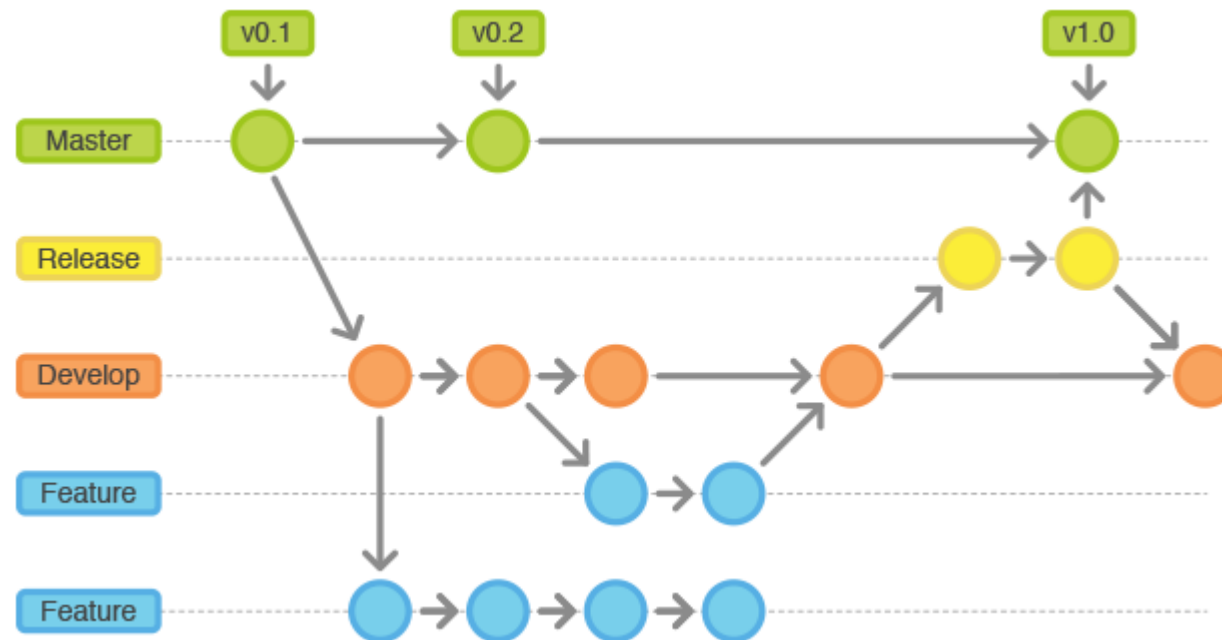 v0.1
v0.2
v1.0
Master
Release
Develop
Feature
Feature